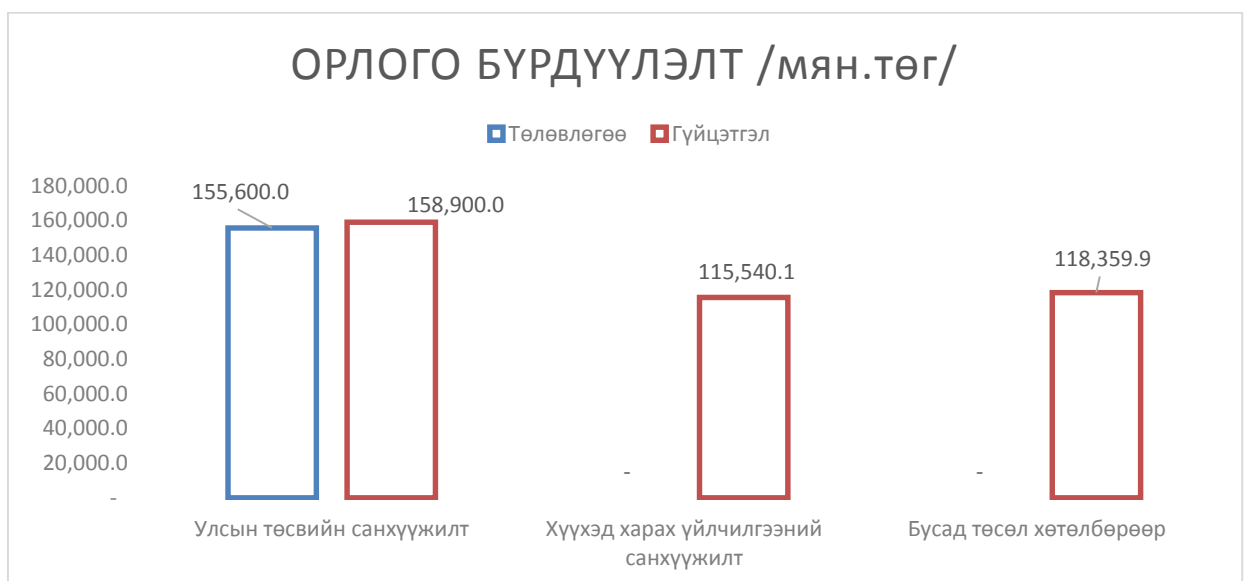 ОРЛОГО БҮРДҮҮЛЭЛТ /мян.төг/
Төлөвлөгөө Гүйцэтгэл
180,000.0
160,000.0
140,000.0
120,000.0
100,000.0
80,000.0
60,000.0
40,000.0
20,000.0
-
155,600.0
158,900.0
-
115,540.1
-
118,359.9
Улсын төсвийн санхүүжилт
Хүүхэд харах үйлчилгээний
санхүүжилт
Бусад төсөл хөтөлбөрөөр